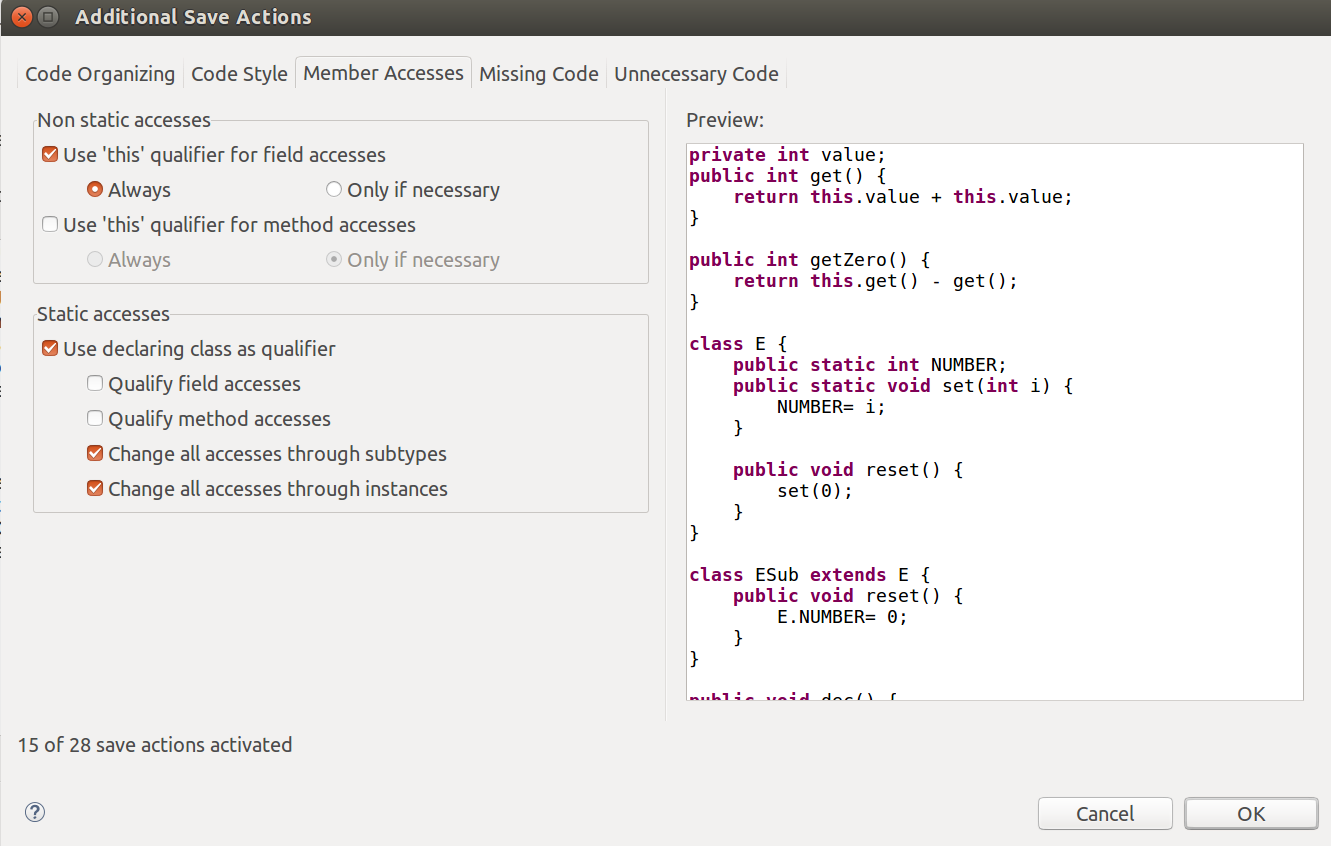 Additional Save Actions
Code Organizing Code Style Member Accesses Missing Code Unnecessary Code
Non static accesses
Use 'this' qualifier for field accesses
Always Only if necessary
Use 'this' qualifier for method accesses
Always Only if necessary
Static accesses
Use declaring class as qualifier
Qualify field accesses
Qualify method accesses
Change all accesses through subtypes
Change all accesses through instances
Preview:
private int value;
public int get() {
    return this.value + this.value;
}

public int getZero() {
    return this.get() - get();
}

class E {
    public static int NUMBER;
    public static void set(int i) {
        NUMBER= i;
    }

    public void reset() {
        set(0);
    }
}

class ESub extends E {
    public void reset() {
        E.NUMBER= 0;
    }
}

public void dec() {
15 of 28 save actions activated
?
Cancel OK